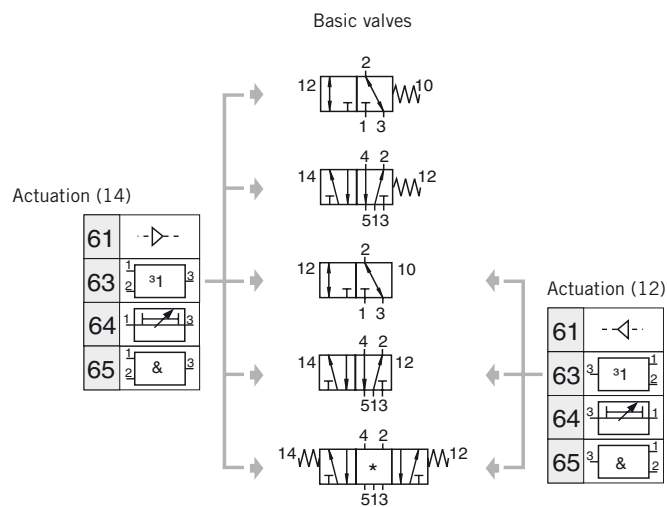 Basic valves
2
12 10
1 3
4 2
14 12
513
Actuation (14)
61
63 1 2 ³1 3
64 1 3
65 1 2 & 3
2
12 10
1 3
4 2
14 12
513
4 2
14 * 12
513
Actuation (12)
61
63 3 ³1 1 2
64 3 1
65 3 & 1 2